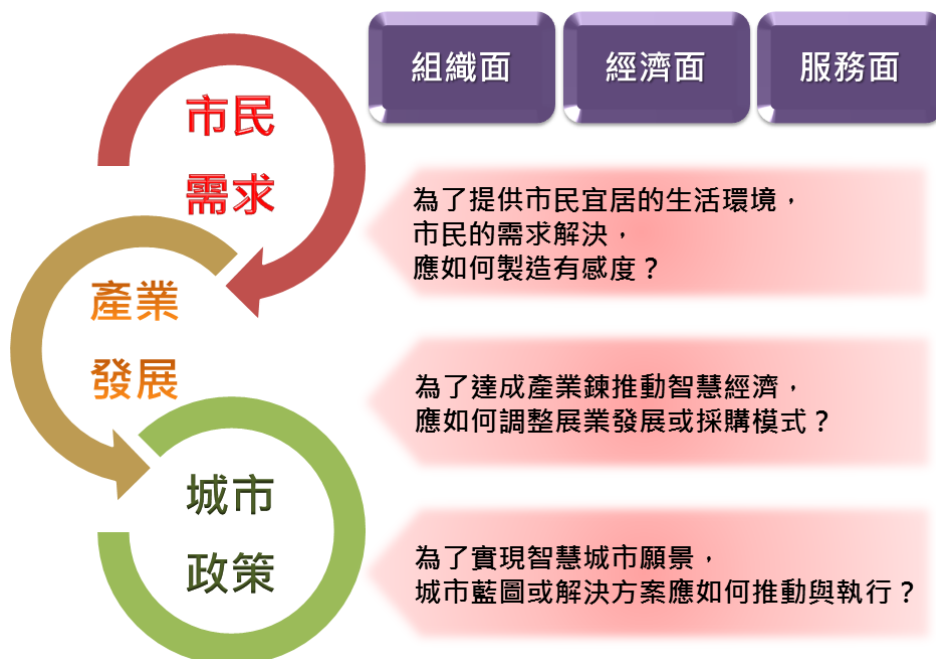 組織面
經濟面
服務面
市民
需求
為了提供市民宜居的生活環境，
市民的需求解決，
應如何製造有感度？
產業
發展
為了達成產業鍊推動智慧經濟，
應如何調整展業發展或採購模式？
城市
政策
為了實現智慧城市願景，
城市藍圖或解決方案應如何推動與執行？